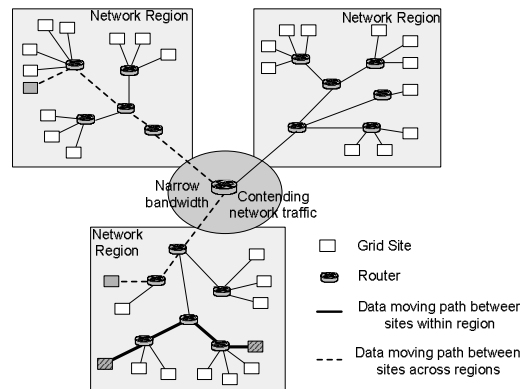 Network Region
Network Region
Narrow
bandwidth
Contending
network traffic
Network
Region
Grid Site
Router
Data moving path between
sites within region
Data moving path between
sites across regions